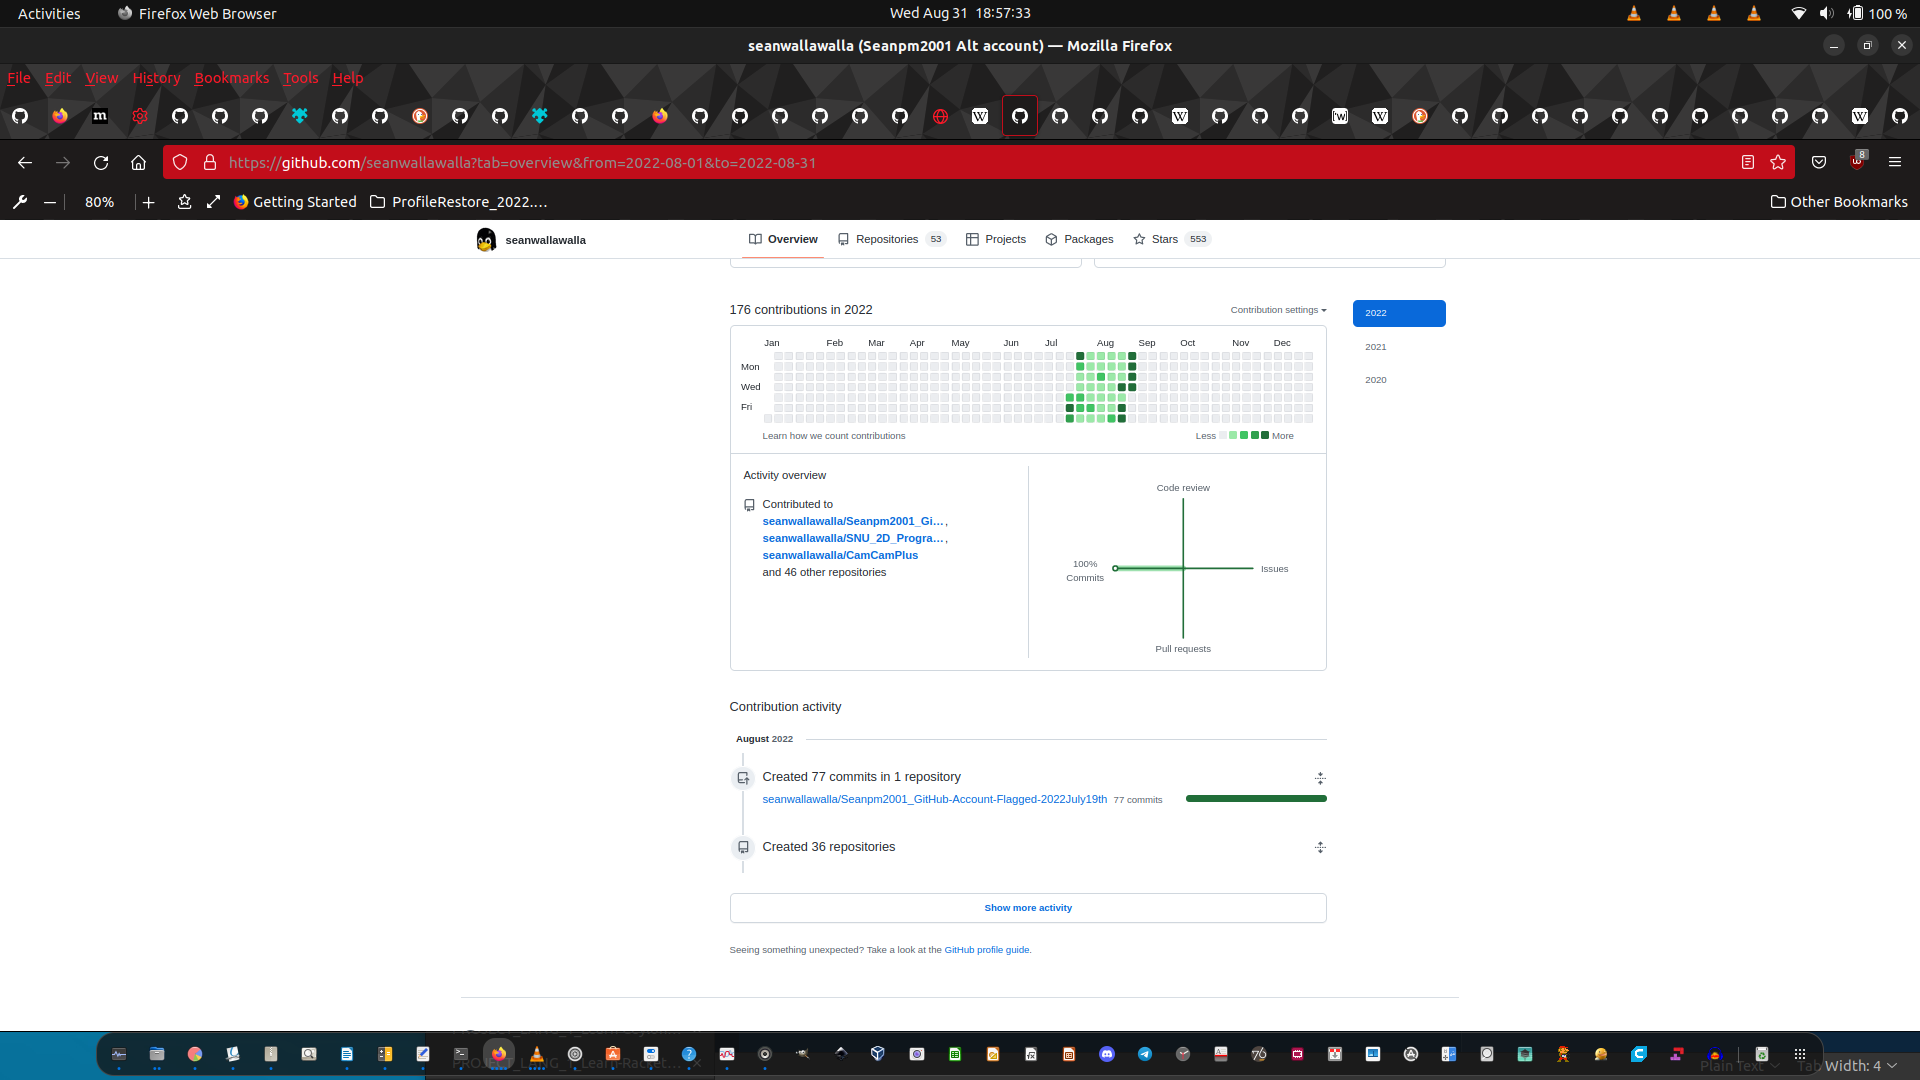 Activities
Firefox Web Browser
Wed Aug 31 18:57:33
100 %
seanwallawalla (Seanpm2001 Alt account) — Mozilla Firefox
File Edit View History Bookmarks Tools Help
https://github.com/seanwallawalla?tab=overview&from=2022-08-01&to=2022-08-31
8
80%
Getting Started
ProfileRestore_2022.…
Other Bookmarks
seanwallawalla
Overview
Repositories 53
Projects
Packages
Stars 553
176 contributions in 2022
Contribution settings
2022
2021
2020
Jan Feb Mar Apr May Jun Jul Aug Sep Oct Nov Dec
Mon
Wed
Fri
Learn how we count contributions
Less
More
Activity overview
Contributed to
seanwallawalla/Seanpm2001_Gi… ,
seanwallawalla/SNU_2D_Progra… ,
seanwallawalla/CamCamPlus
and 46 other repositories
Code review
100%
Commits
Issues
Pull requests
Contribution activity
August 2022
Created 77 commits in 1 repository
seanwallawalla/Seanpm2001_GitHub-Account-Flagged-2022July19th 77 commits
Created 36 repositories
Show more activity
Seeing something unexpected? Take a look at the GitHub profile guide.
Plain Text
Tab Width: 4